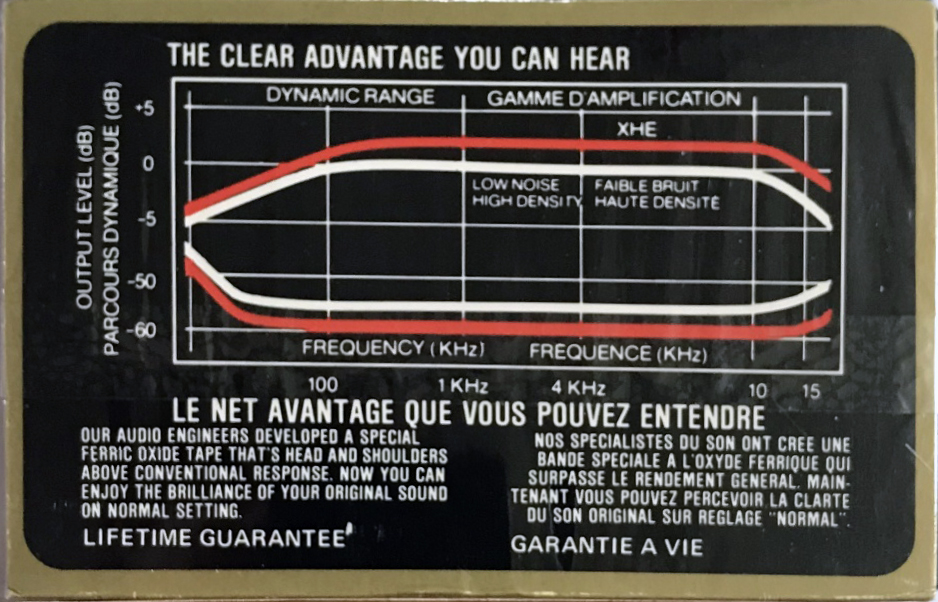 THE CLEAR ADVANTAGE YOU CAN HEAR
OUTPUT LEVEL (dB)
PARCOURS DYNAMIQUE (dB)
+5
0
-5
-50
-60
DYNAMIC RANGE GAMME D'AMPLIFICATION
XHE
LOW NOISE FAIBLE BRUIT
HIGH DENSITY HAUTE DENSITÉ
FREQUENCY (KHz) FREQUENCE (KHz)
100 1 KHz 4 KHz 10 15
LE NET AVANTAGE QUE VOUS POUVEZ ENTENDRE
OUR AUDIO ENGINEERS DEVELOPED A SPECIAL
FERRIC OXIDE TAPE THAT'S HEAD AND SHOULDERS
ABOVE CONVENTIONAL RESPONSE. NOW YOU CAN
ENJOY THE BRILLIANCE OF YOUR ORIGINAL SOUND
ON NORMAL SETTING.
LIFETIME GUARANTEE
NOS SPECIALISTES DU SON ONT CREE UNE
BANDE SPECIALE A L'OXYDE FERRIQUE QUI
SURPASSE LE RENDEMENT GENERAL. MAIN-
TENANT VOUS POUVEZ PERCEVOIR LA CLARTE
DU SON ORIGINAL SUR REGLAGE "NORMAL".
GARANTIE A VIE